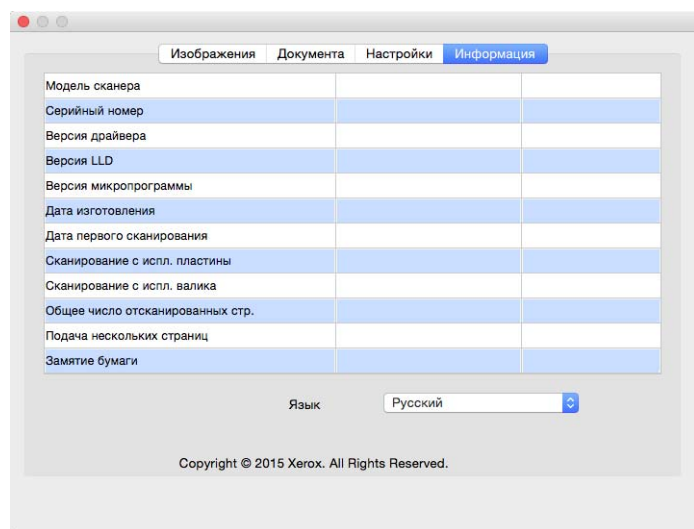 Изображения Документа Настройки Информация
Модель сканера
Серийный номер
Версия драйвера
Версия LLD
Версия микропрограммы
Дата изготовления
Дата первого сканирования
Сканирование с испл. пластины
Сканирование с испл. валика
Общее число отсканированных стр.
Подача нескольких страниц
Замятие бумаги
Язык Русский
Copyright © 2015 Xerox. All Rights Reserved.